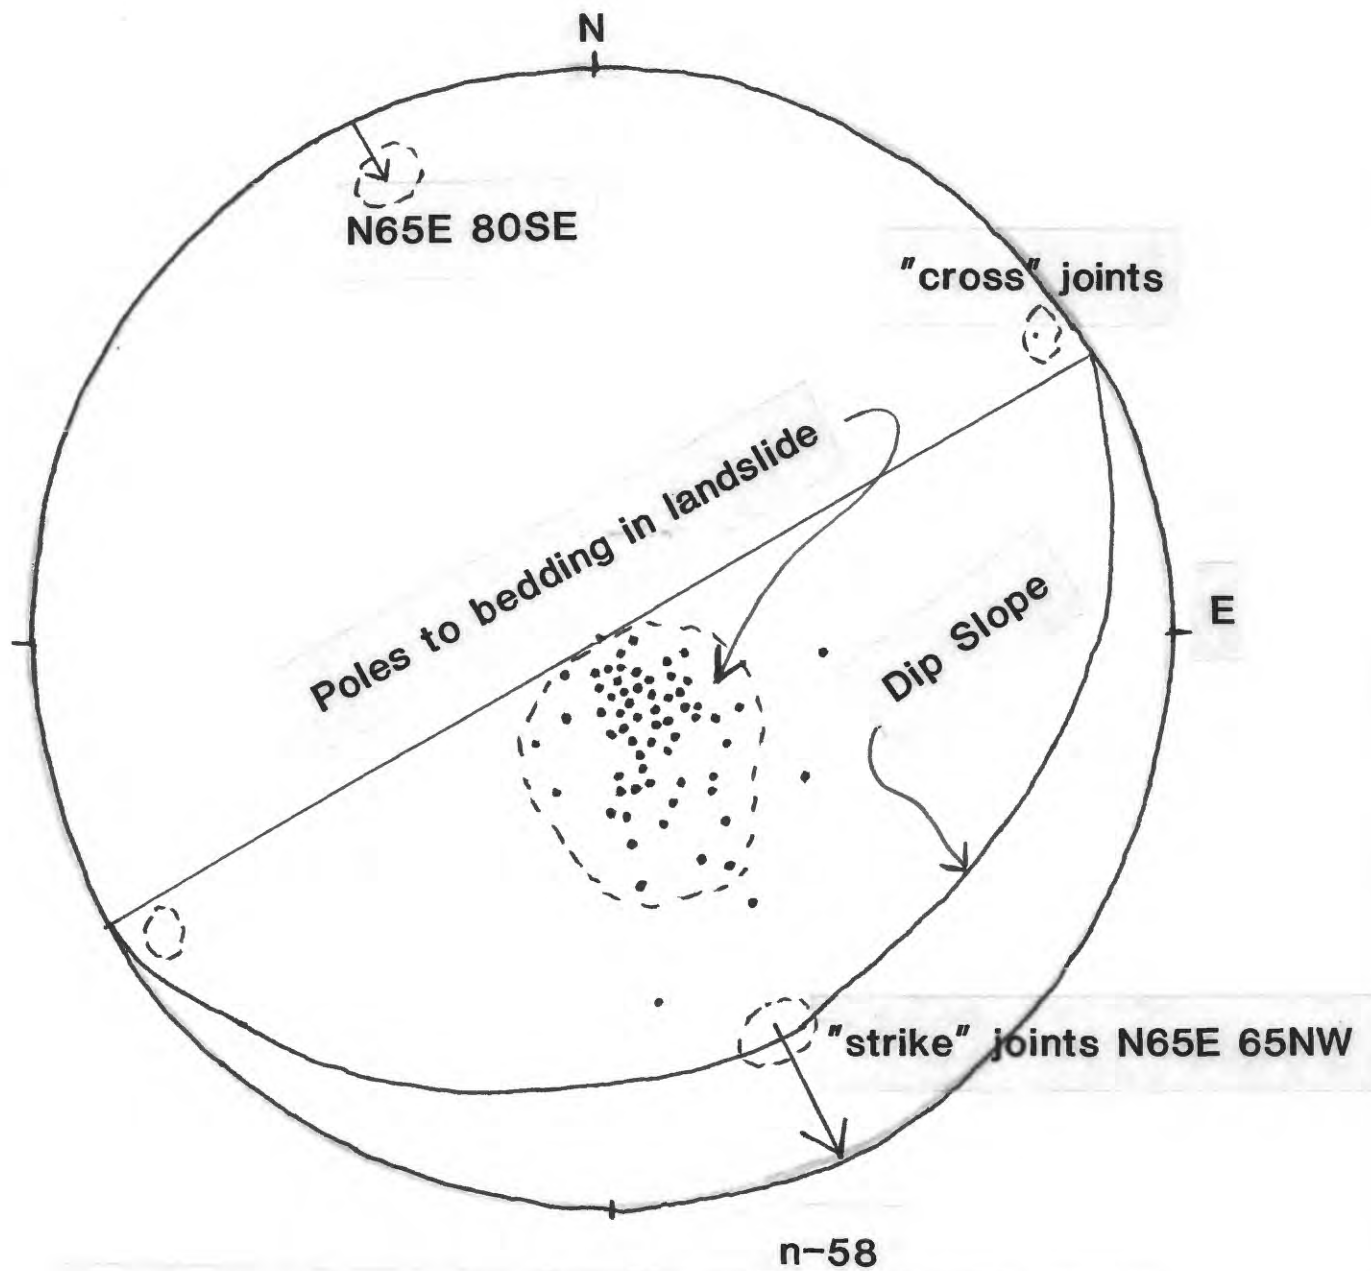 N
N65E 80SE
"cross" joints
Poles to bedding in landslide
E
Dip Slope
"strike" joints N65E 65NW
n-58